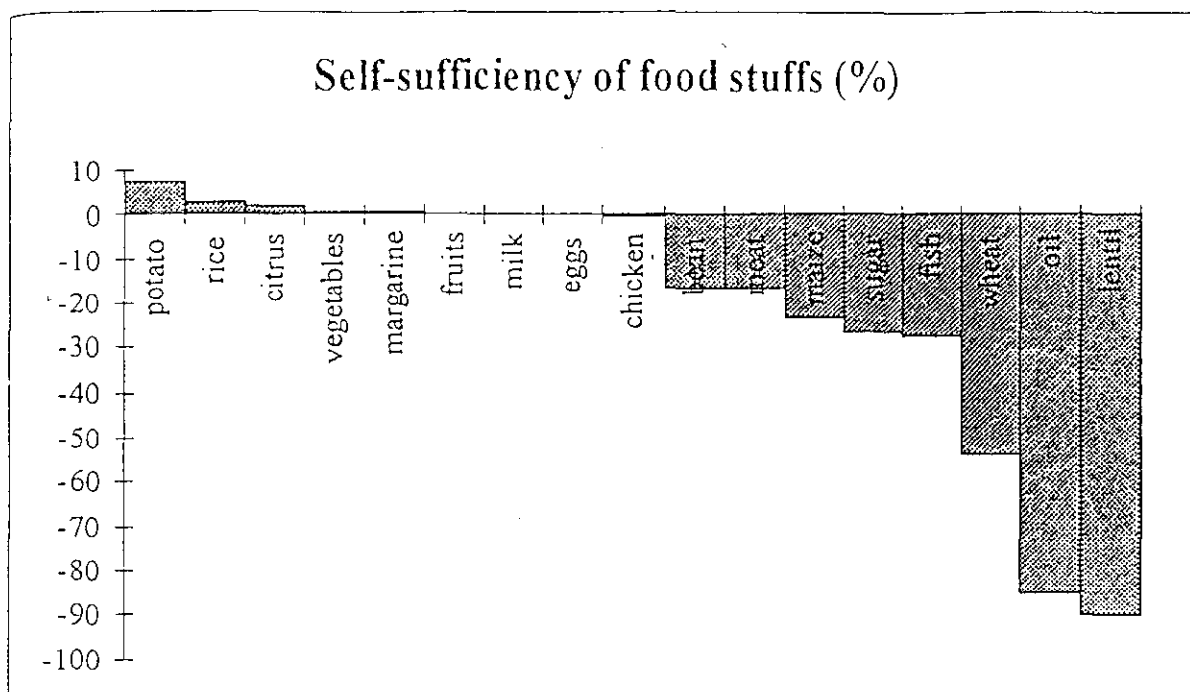 Self-sufficiency of food stuffs (%)
10
0
-10
-20
-30
-40
-50
-60
-70
-80
-90
-100
potato
rice
citrus
vegetables
margarine
fruits
milk
eggs
chicken
bean
meat
maize
sugar
fish
wheat
oil
lentil